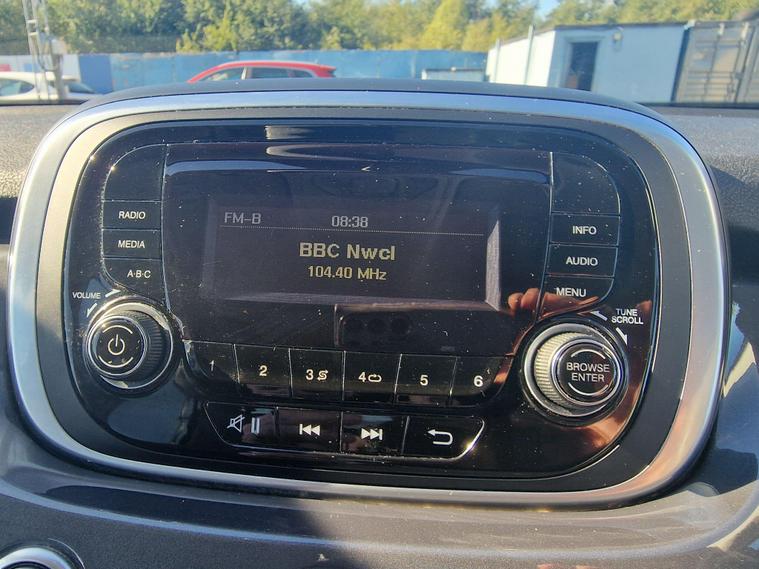 FM-B 08:38
BBC Nwcl
104.40 MHz
RADIO
MEDIA
A·B·C
VOLUME
INFO
AUDIO
MENU
TUNE
SCROLL
BROWSE
ENTER
1 2 3 4 5 6